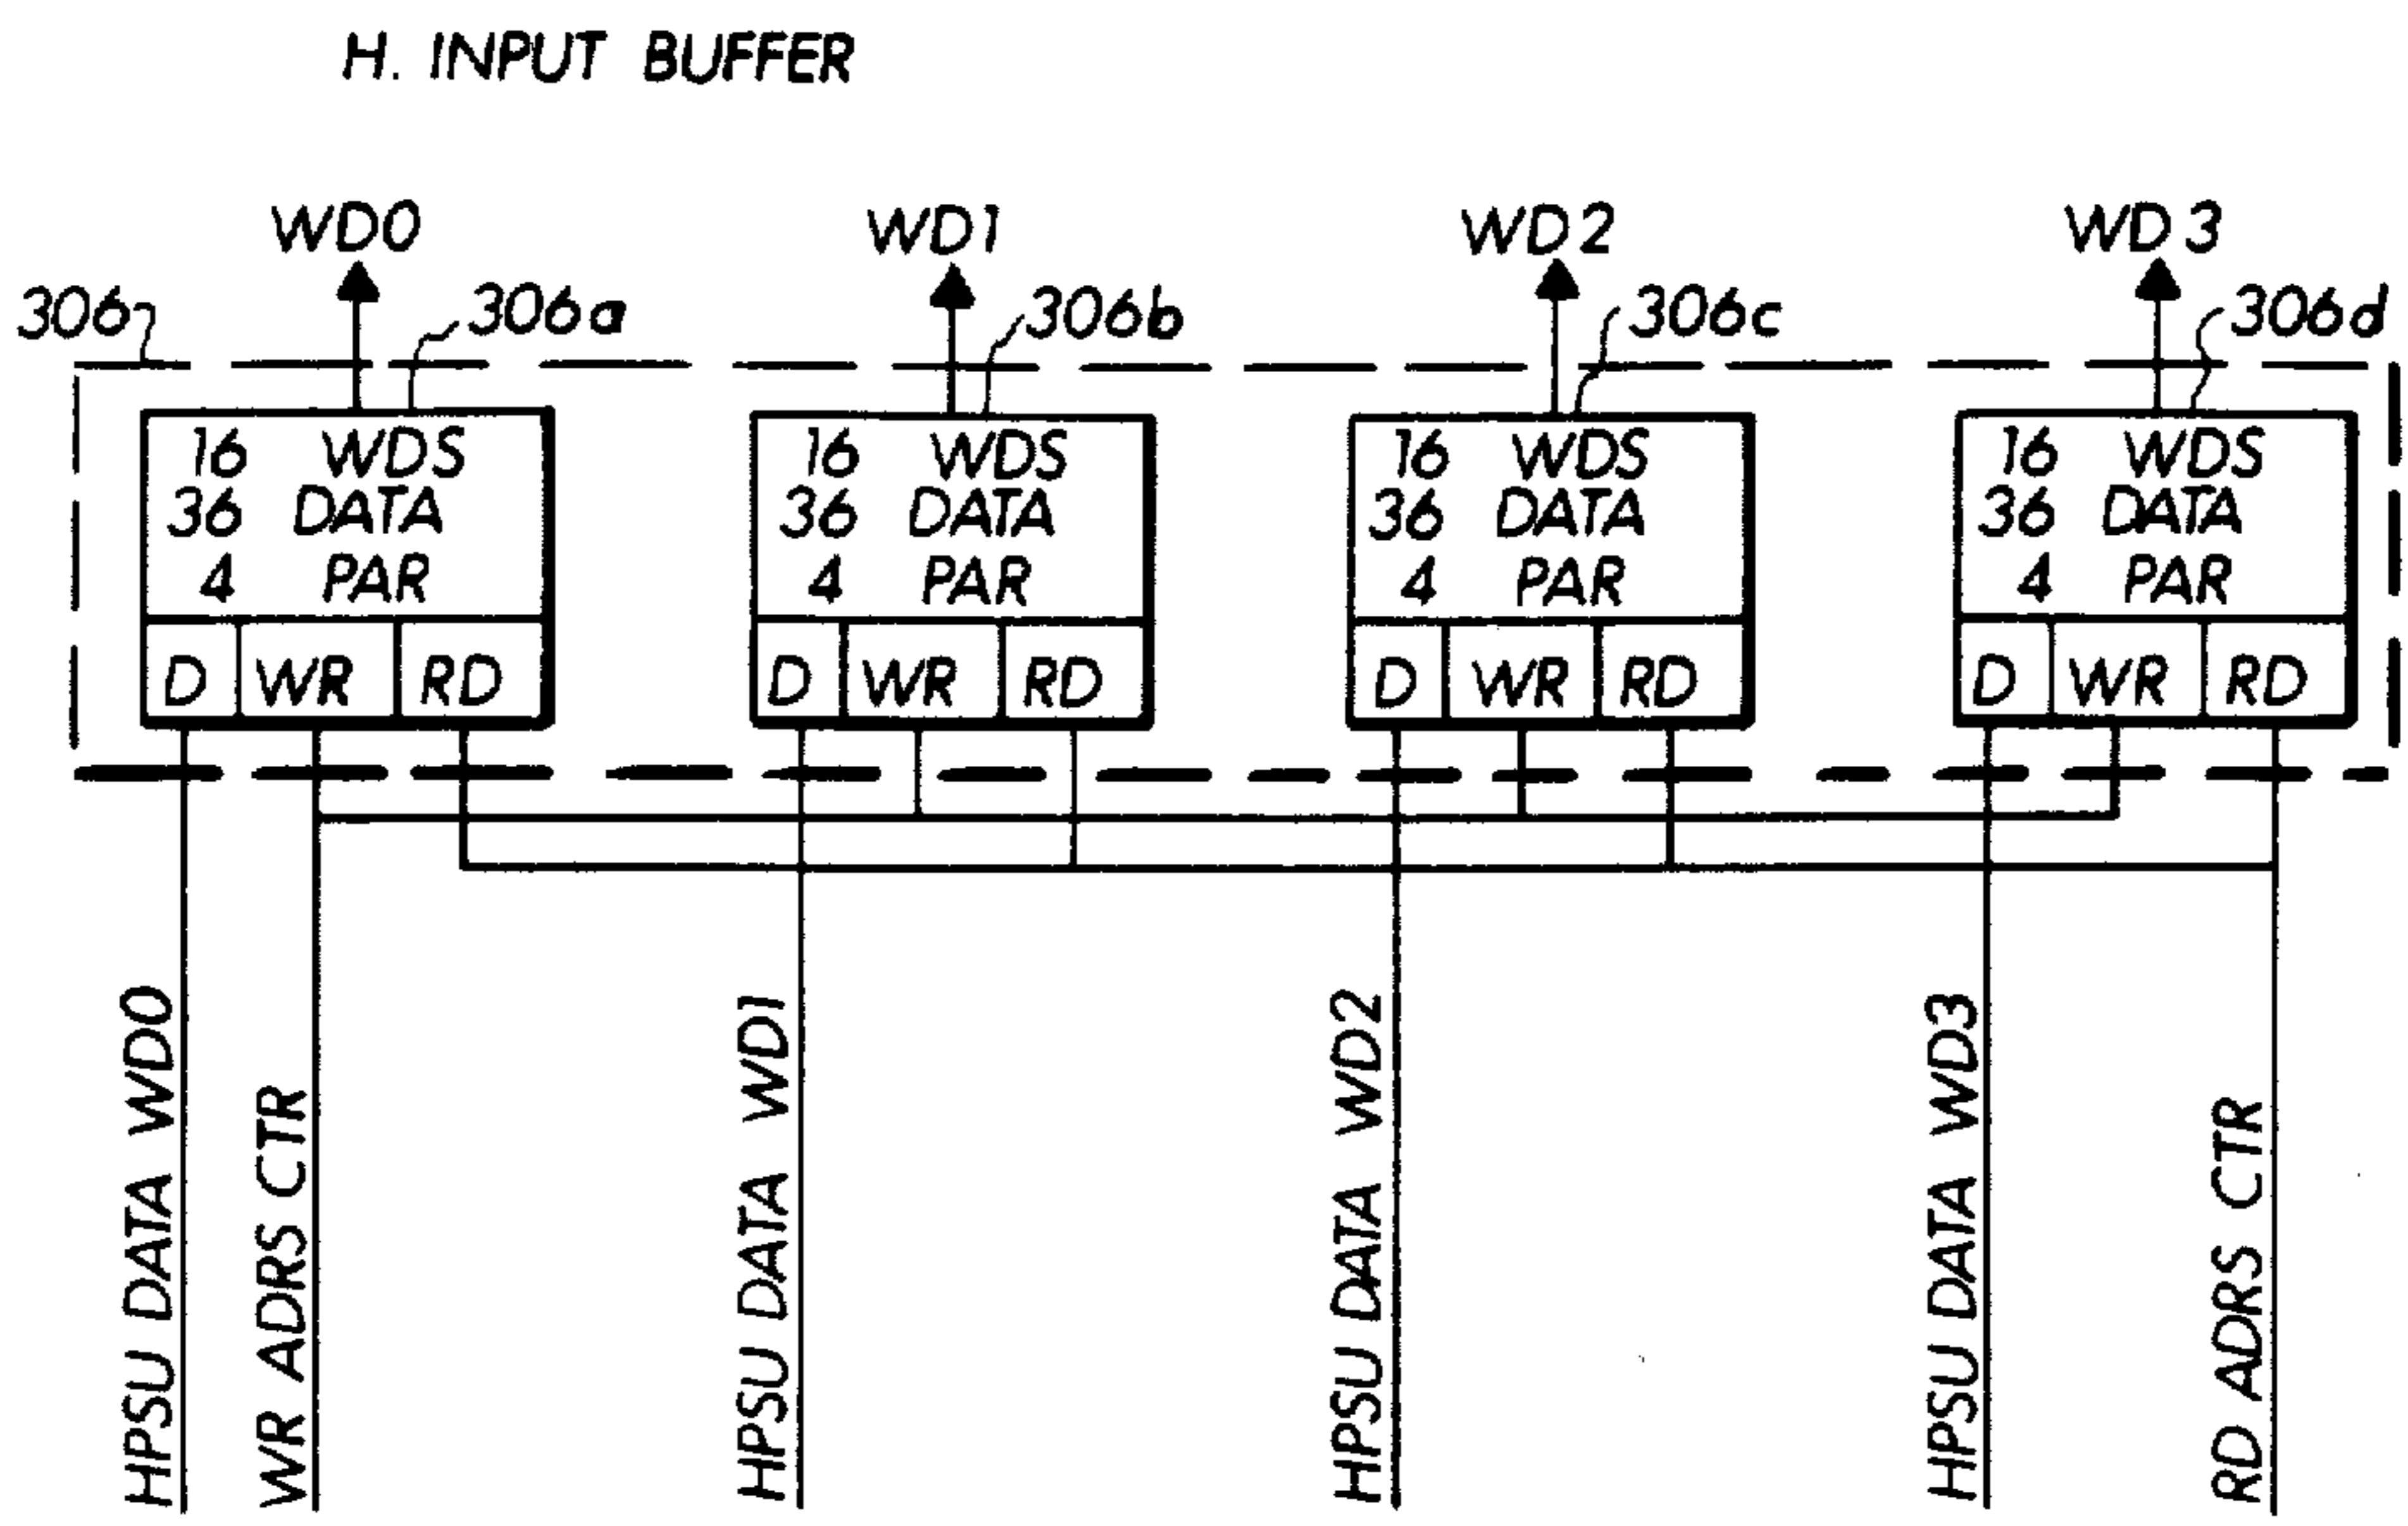 H. INPUT BUFFER
WD0 WD1 WD2 WD3
306 306a 306b 306c 306d
16 WDS 16 WDS 16 WDS 16 WDS
36 DATA 36 DATA 36 DATA 36 DATA
4 PAR 4 PAR 4 PAR 4 PAR
D WR RD D WR RD D WR RD D WR RD
HPSU DATA WD0
WR ADRS CTR
HPSU DATA WD1
HPSU DATA WD2
HPSU DATA WD3
RD ADRS CTR